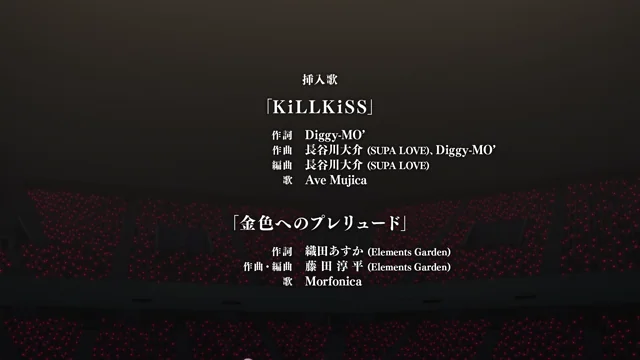 挿入歌
「KiLLKiSS」
作詞 Diggy-MO'
作曲 長谷川大介 (SUPA LOVE)、Diggy-MO'
編曲 長谷川大介 (SUPA LOVE)
歌 Ave Mujica
「金色へのプレリュード」
作詞 織田あすか (Elements Garden)
作曲・編曲 藤田淳平 (Elements Garden)
歌 Morfonica